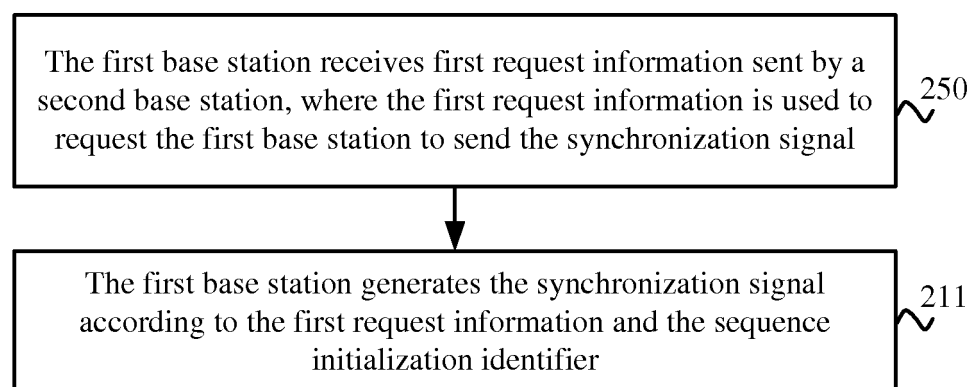 The first base station receives first request information sent by a
second base station, where the first request information is used to
request the first base station to send the synchronization signal
250
The first base station generates the synchronization signal
according to the first request information and the sequence
initialization identifier
211